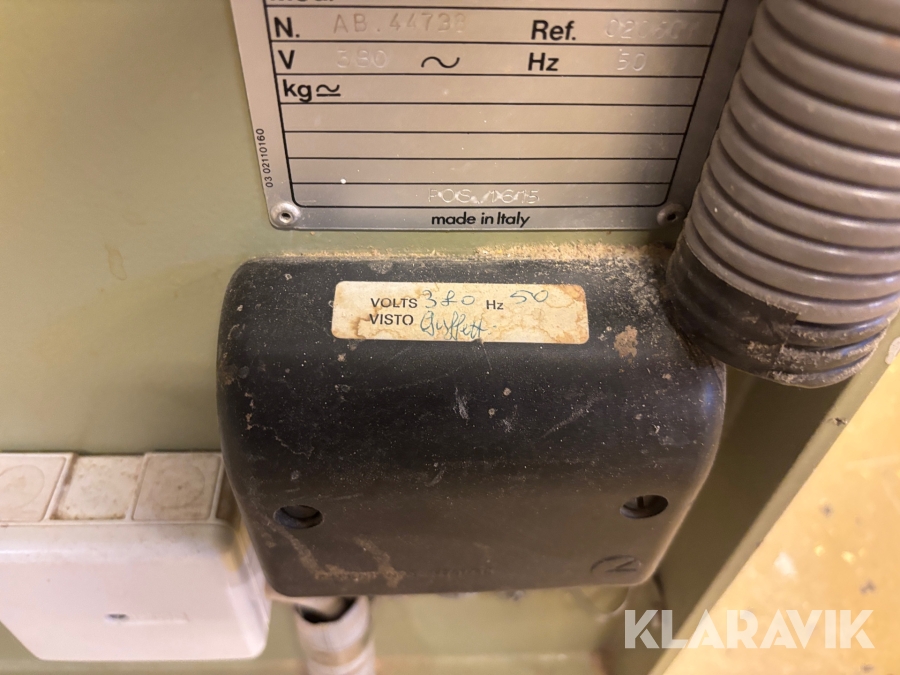 N. AB.44738 Ref.
V 380 ~ Hz 50
kg≃
03 02110160
made in Italy
VOLTS 380 Hz 50
VISTO
KLARAVIK